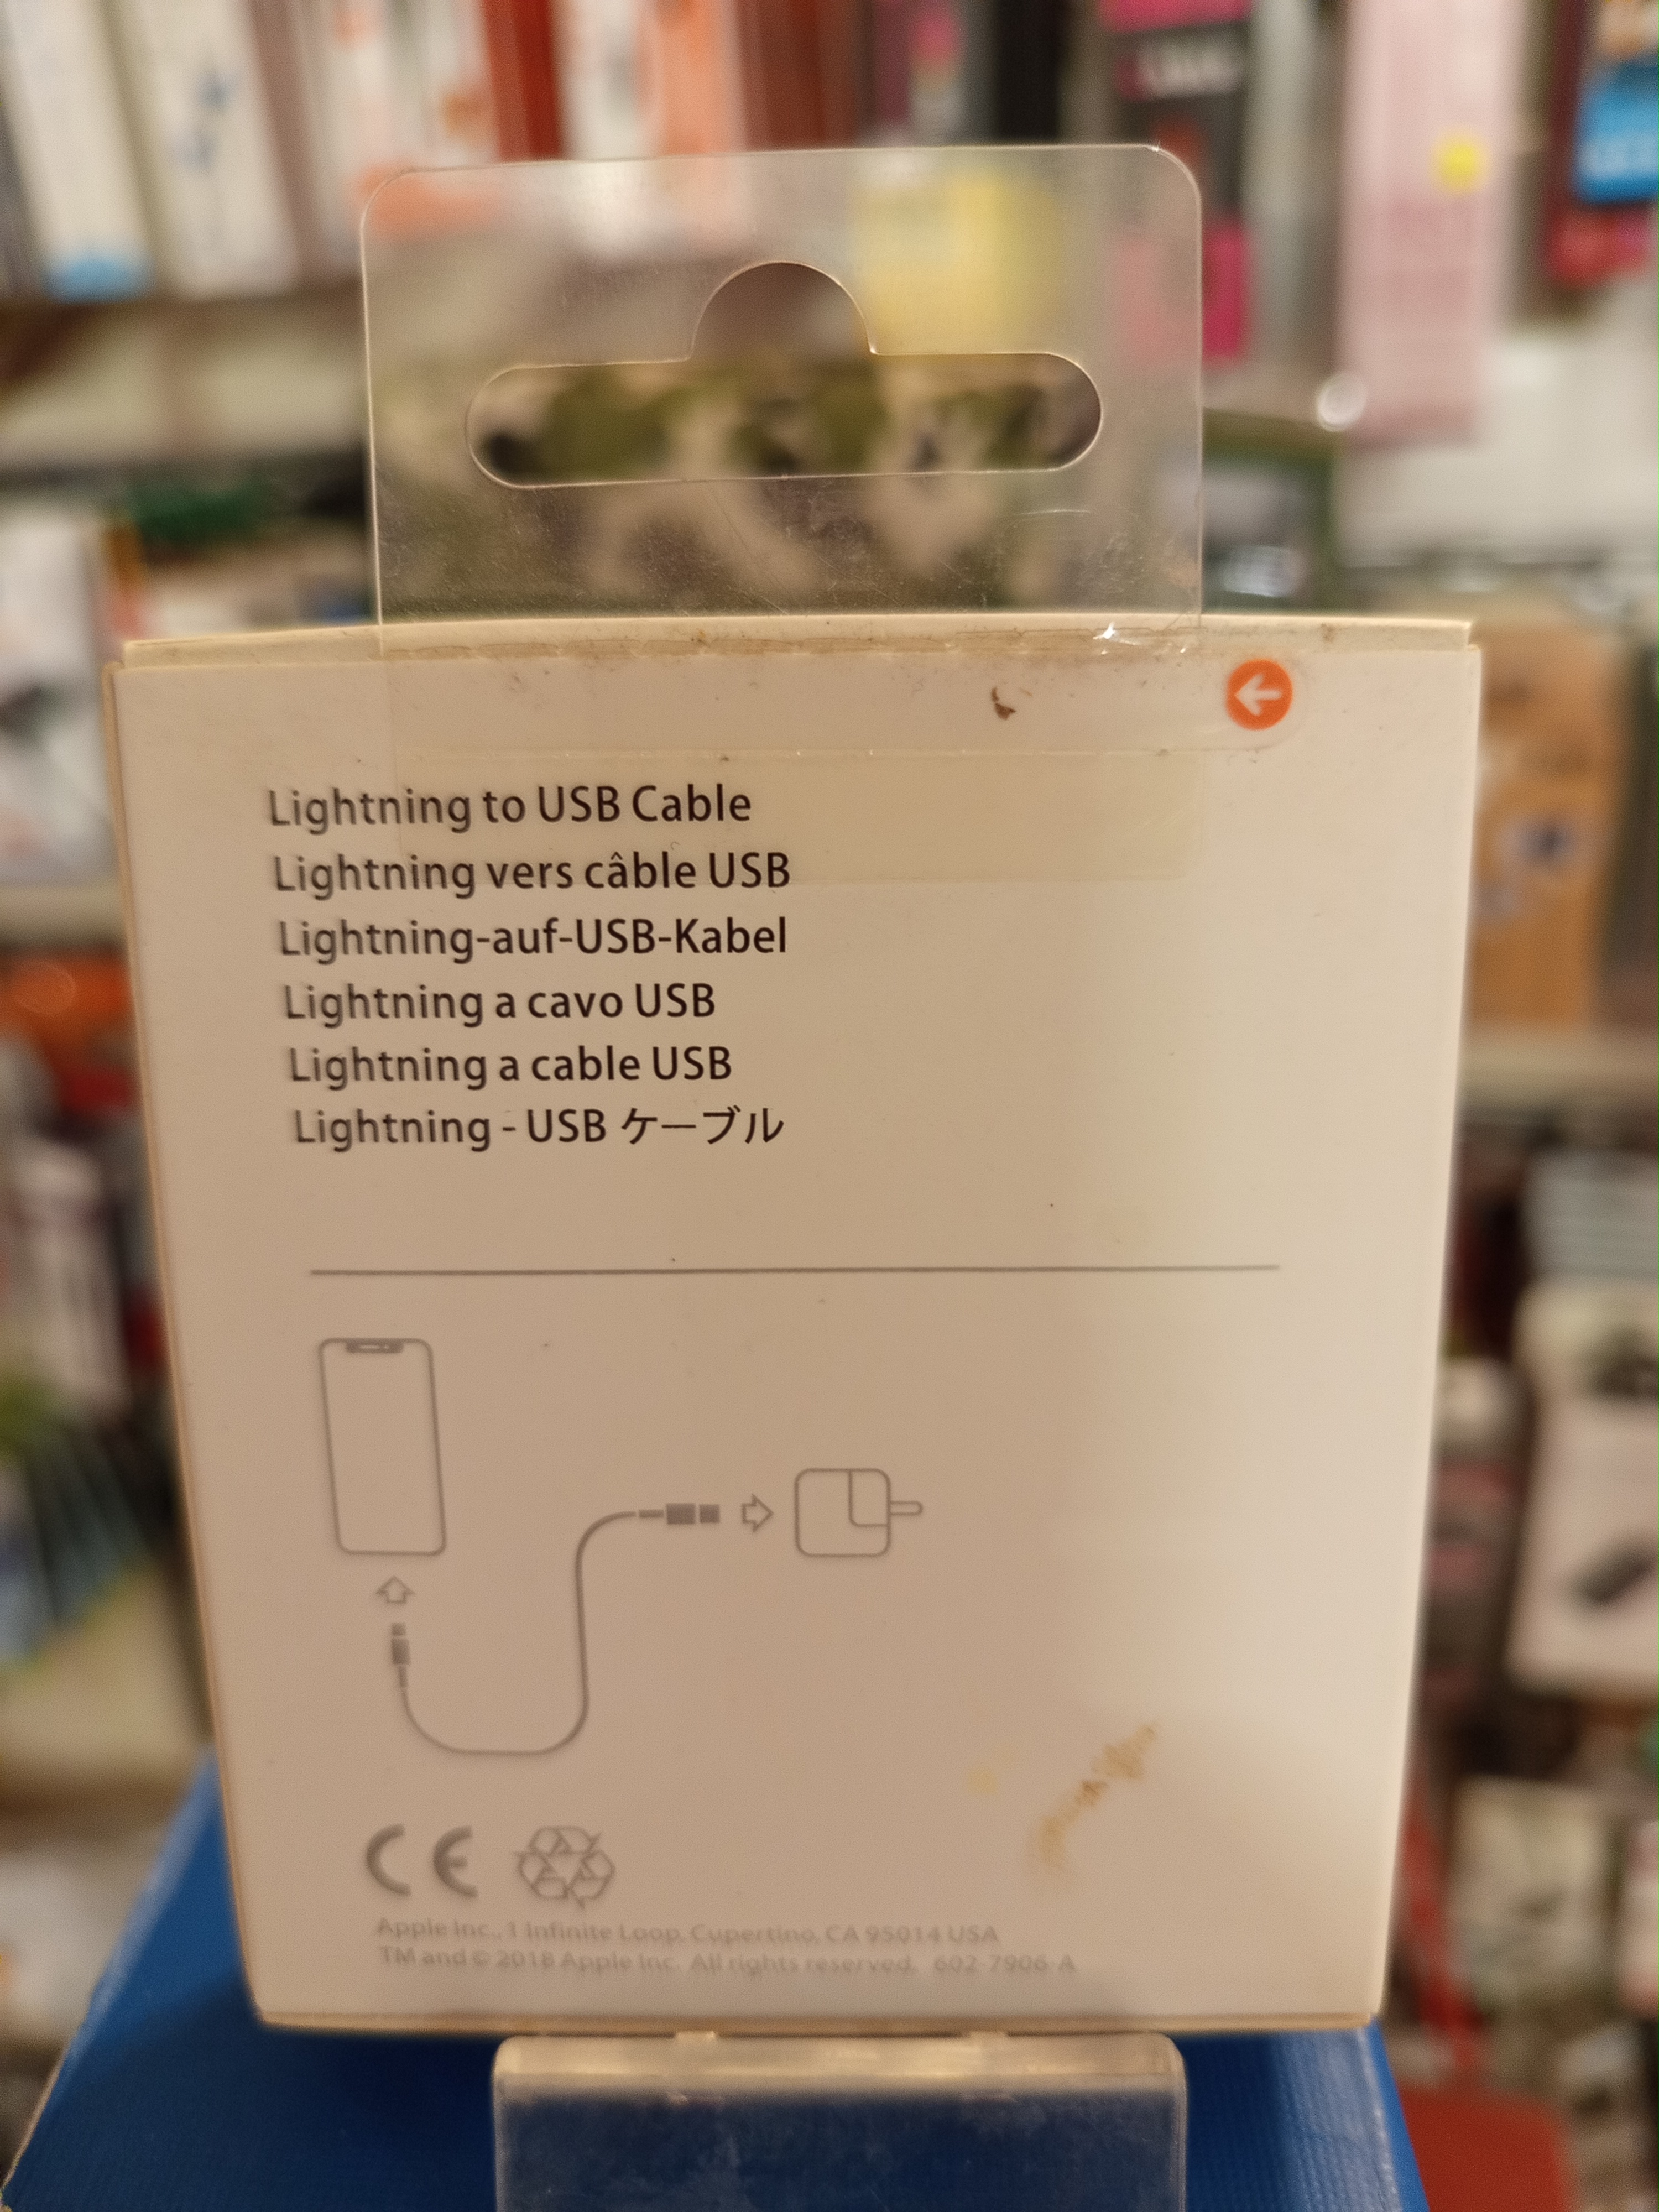 Lightning to USB Cable
Lightning vers câble USB
Lightning-auf-USB-Kabel
Lightning a cavo USB
Lightning a cable USB
Lightning - USB ケーブル
CE
Apple Inc., 1 Infinite Loop, Cupertino, CA 95014 USA
TM and © 2018 Apple Inc. All rights reserved. 602-7906-A